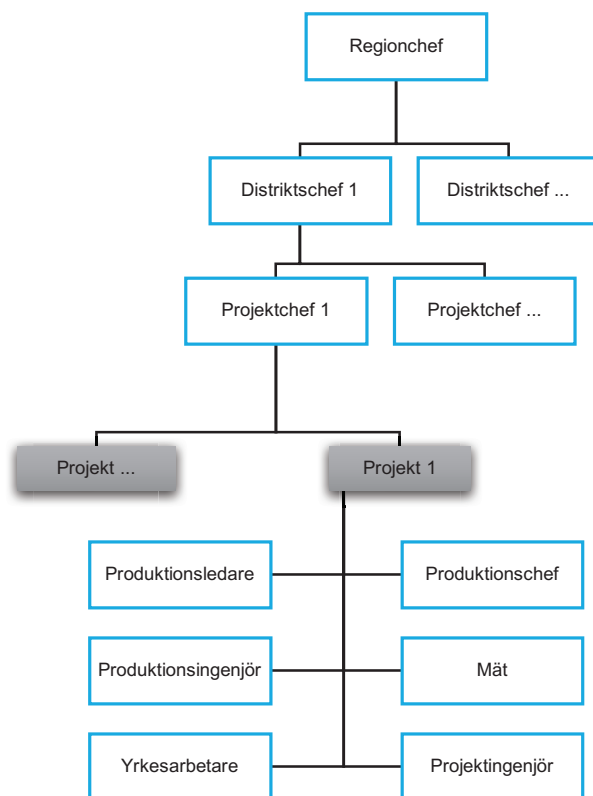 Regionchef
Distriktschef 1
Distriktschef ...
Projektchef 1
Projektchef ...
Projekt ...
Projekt 1
Produktionsledare
Produktionschef
Produktionsingenjör
Mät
Yrkesarbetare
Projektingenjör